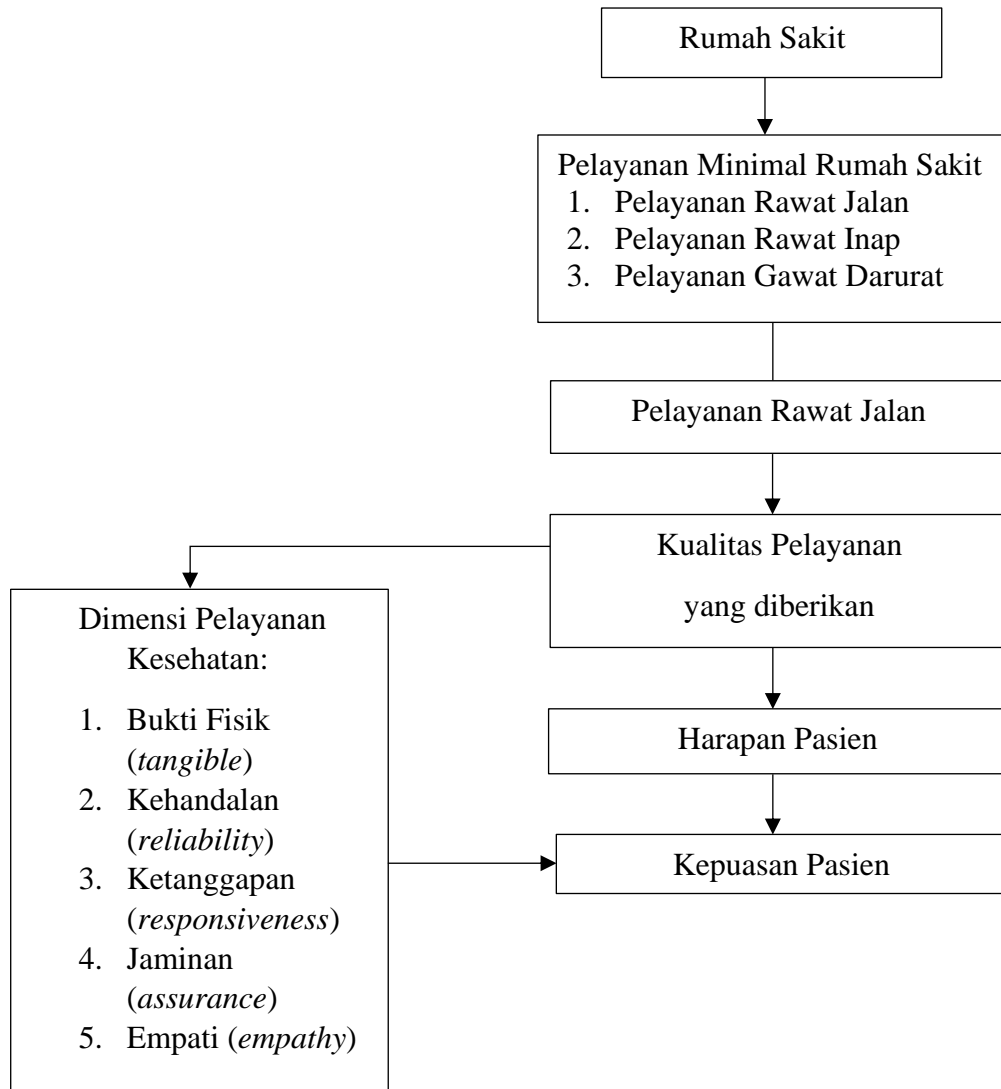 Rumah Sakit
Pelayanan Minimal Rumah Sakit
1. Pelayanan Rawat Jalan
2. Pelayanan Rawat Inap
3. Pelayanan Gawat Darurat
Pelayanan Rawat Jalan
Kualitas Pelayanan
yang diberikan
Dimensi Pelayanan
Kesehatan:
1. Bukti Fisik
(tangible)
2. Kehandalan
(reliability)
3. Ketanggapan
(responsiveness)
4. Jaminan
(assurance)
5. Empati (empathy)
Harapan Pasien
Kepuasan Pasien